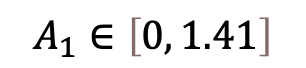 A₁ ∈ [0, 1.41]